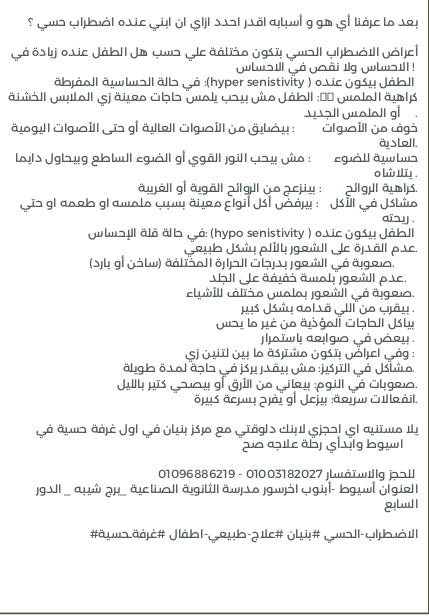 بعد ما عرفنا أي هو و أسبابه اقدر احدد ازاي ان ابني عنده اضطراب حسي ؟
أعراض الاضطراب الحسي بتكون مختلفة علي حسب هل الطفل عنده زيادة في
الاحساس ولا نقص في الاحساس !
الطفل بيكون عنده ( hyper senistivity): في حالة الحساسية المفرطة
كراهية الملمس : الطفل مش بيحب يلمس حاجات معينة زي الملابس الخشنة
أو الملمس الجديد .
خوف من الأصوات : بيضايق من الأصوات العالية أو حتى الأصوات اليومية
العادية.
حساسية للضوء : مش بيحب النور القوي أو الضوء الساطع وبيحاول دايما
يتلاشاه .
كراهية الروائح : بينزعج من الروائح القوية أو الغريبة.
مشاكل في الأكل : بيرفض أكل أنواع معينة بسبب ملمسه او طعمه او حتي
ريحته .
الطفل بيكون عنده ( hypo senistivity): في حالة قلة الإحساس
عدم القدرة على الشعور بالألم بشكل طبيعي.
صعوبة في الشعور بدرجات الحرارة المختلفة (ساخن أو بارد).
عدم الشعور بلمسة خفيفة على الجلد.
صعوبة في الشعور بملمس مختلف للأشياء.
بيقرب من اللي قدامه بشكل كبير .
بياكل الحاجات المؤذية من غير ما يحس
بيعض في صوابعه باستمرار .
وفي اعراض بتكون مشتركة ما بين لتنين زي :
مشاكل في التركيز: مش بيقدر يركز في حاجة لمدة طويلة.
صعوبات في النوم: بيعاني من الأرق أو بيصحي كتير بالليل.
انفعالات سريعة: بيزعل أو يفرح بسرعة كبيرة.
يلا مستنيه اي احجزي لابنك دلوقتي مع مركز بنيان في اول غرفة حسية في
اسيوط وابدأي رحلة علاجه صح
للحجز والاستفسار 01003182027 - 01096886219
العنوان أسيوط -أبنوب اخرسور مدرسة الثانوية الصناعية _برج شيبه _ الدور
السابع
#الاضطراب-الحسي #بنيان #علاج-طبيعي-اطفال #غرفة_حسية